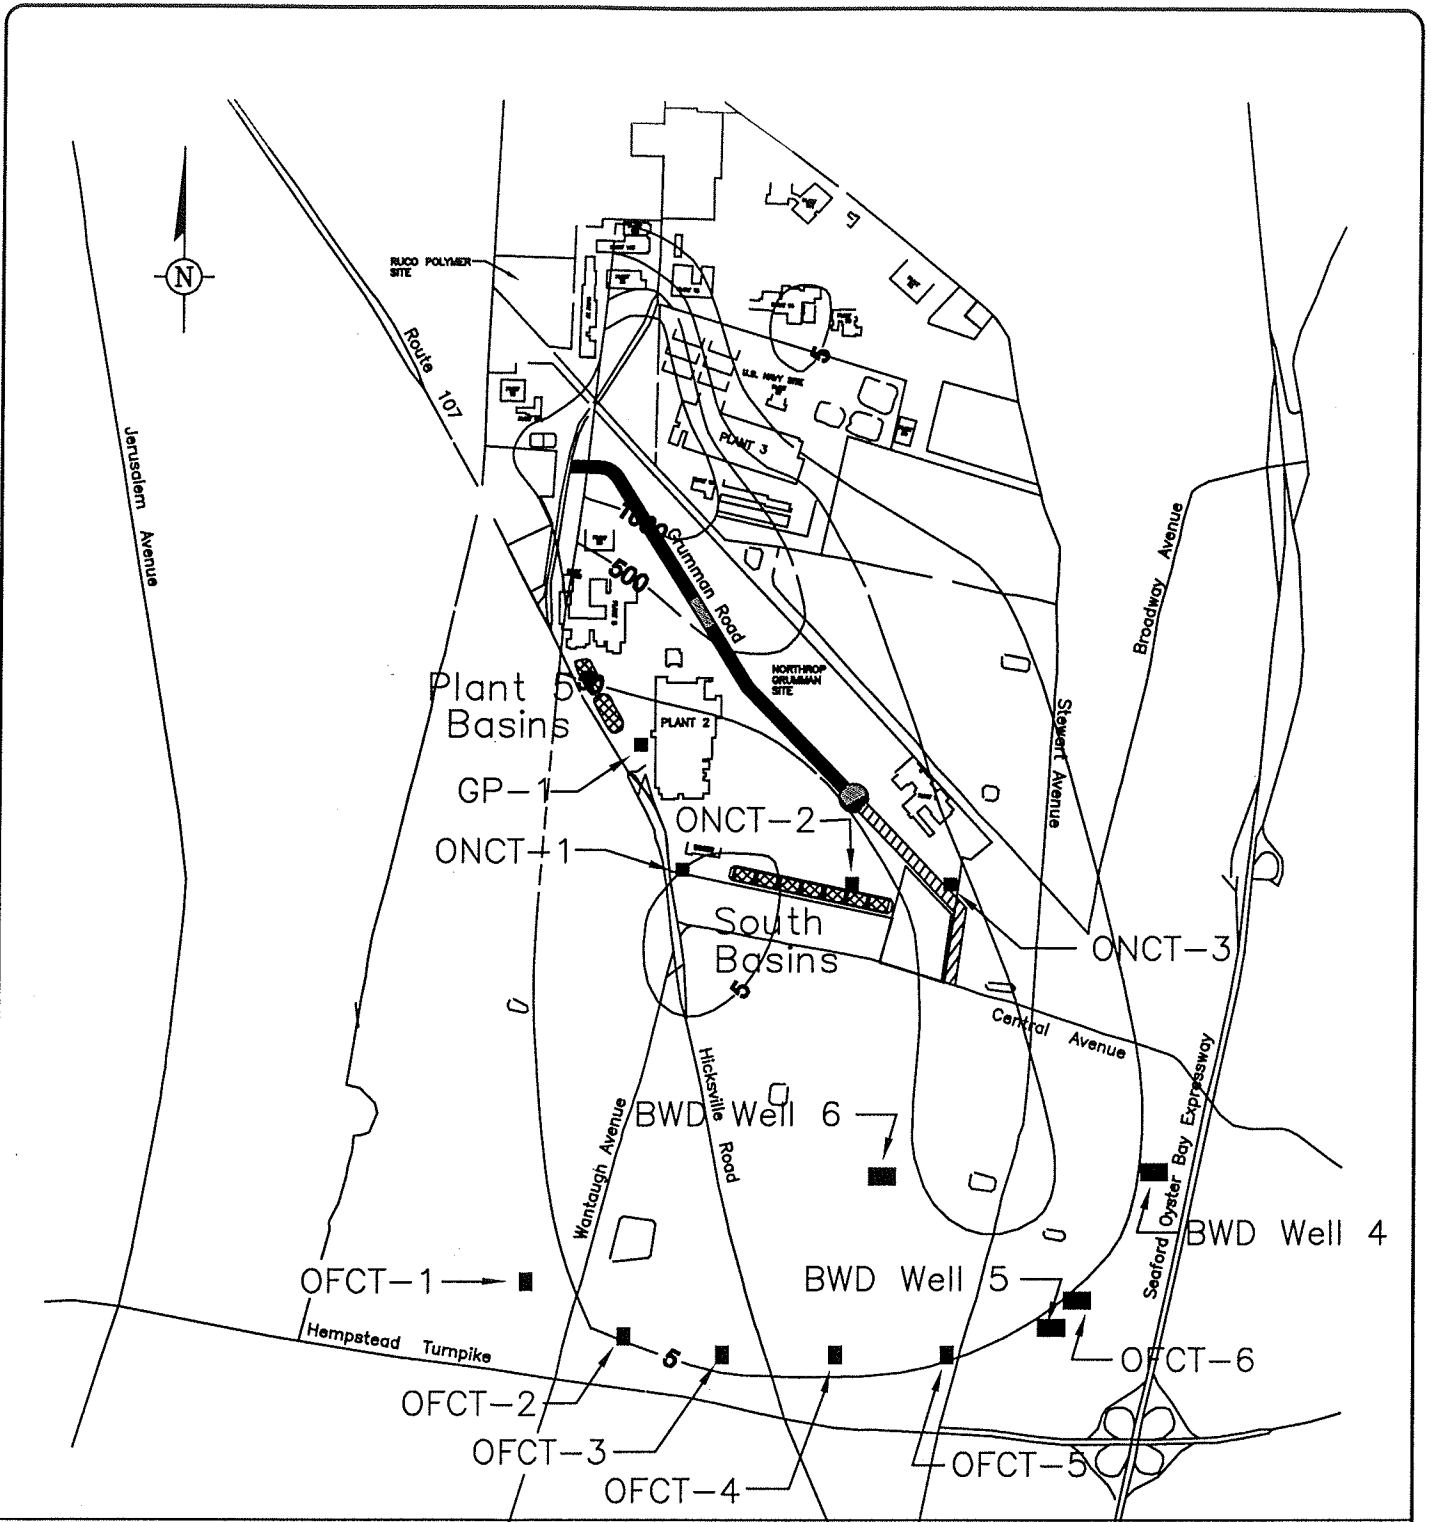 N
RUCO POLYMER
SITE
Route 107
Jerusalem Avenue
5
U.S. NAVY SITE
PLANT 3
1000
Grumman Road
500
Broadway Avenue
NORTHROP
GRUMMAN
SITE
Plant 5
Basins
PLANT 2
Stewert Avenue
GP-1
ONCT-2
ONCT-1
South
Basins
ONCT-3
5
Central Avenue
Hicksville Road
BWD Well 6
Wantaugh Avenue
Seaford Oyster Bay Expressway
BWD Well 4
OFCT-1
BWD Well 5
Hempstead Turnpike
5
OFCT-6
OFCT-2
OFCT-3
OFCT-5
OFCT-4